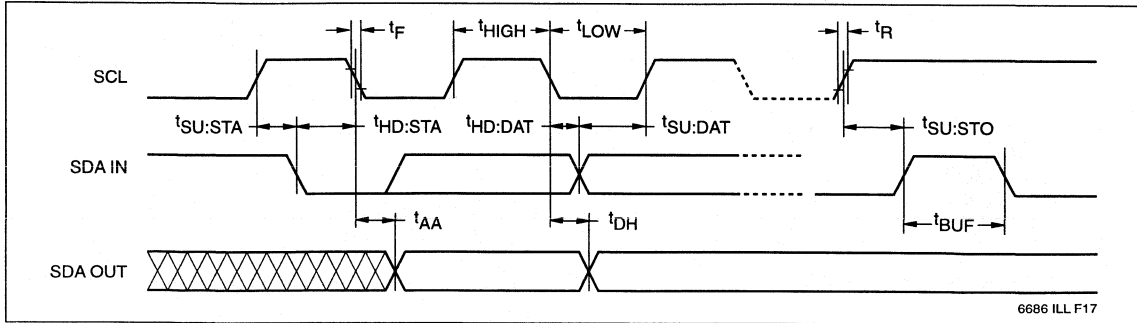 tF
tHIGH
tLOW
tR
SCL
tSU:STA
tHD:STA
tHD:DAT
tSU:DAT
tSU:STO
SDA IN
tAA
tDH
tBUF
SDA OUT
6686 ILL F17